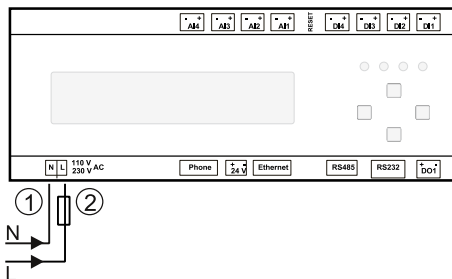 - + AI4 - + AI3 - + AI2 - + AI1 RESET - + DI4 - + DI3 - + DI2 - + DI1
N L 110 V 230 V AC Phone + - 24 V Ethernet RS485 RS232 + - DO1
1 2
N
L